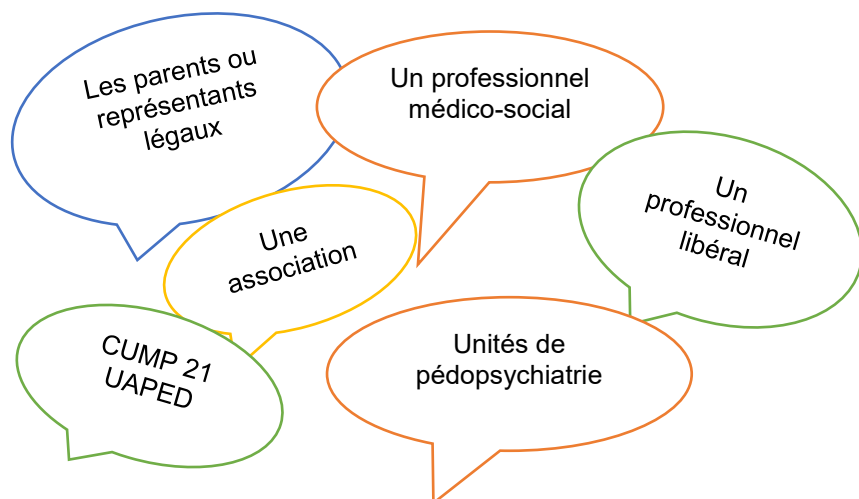 Les parents ou
représentants
légaux
Un professionnel
médico-social
Un
professionnel
libéral
Une
association
CUMP 21
UAPED
Unités de
pédopsychiatrie